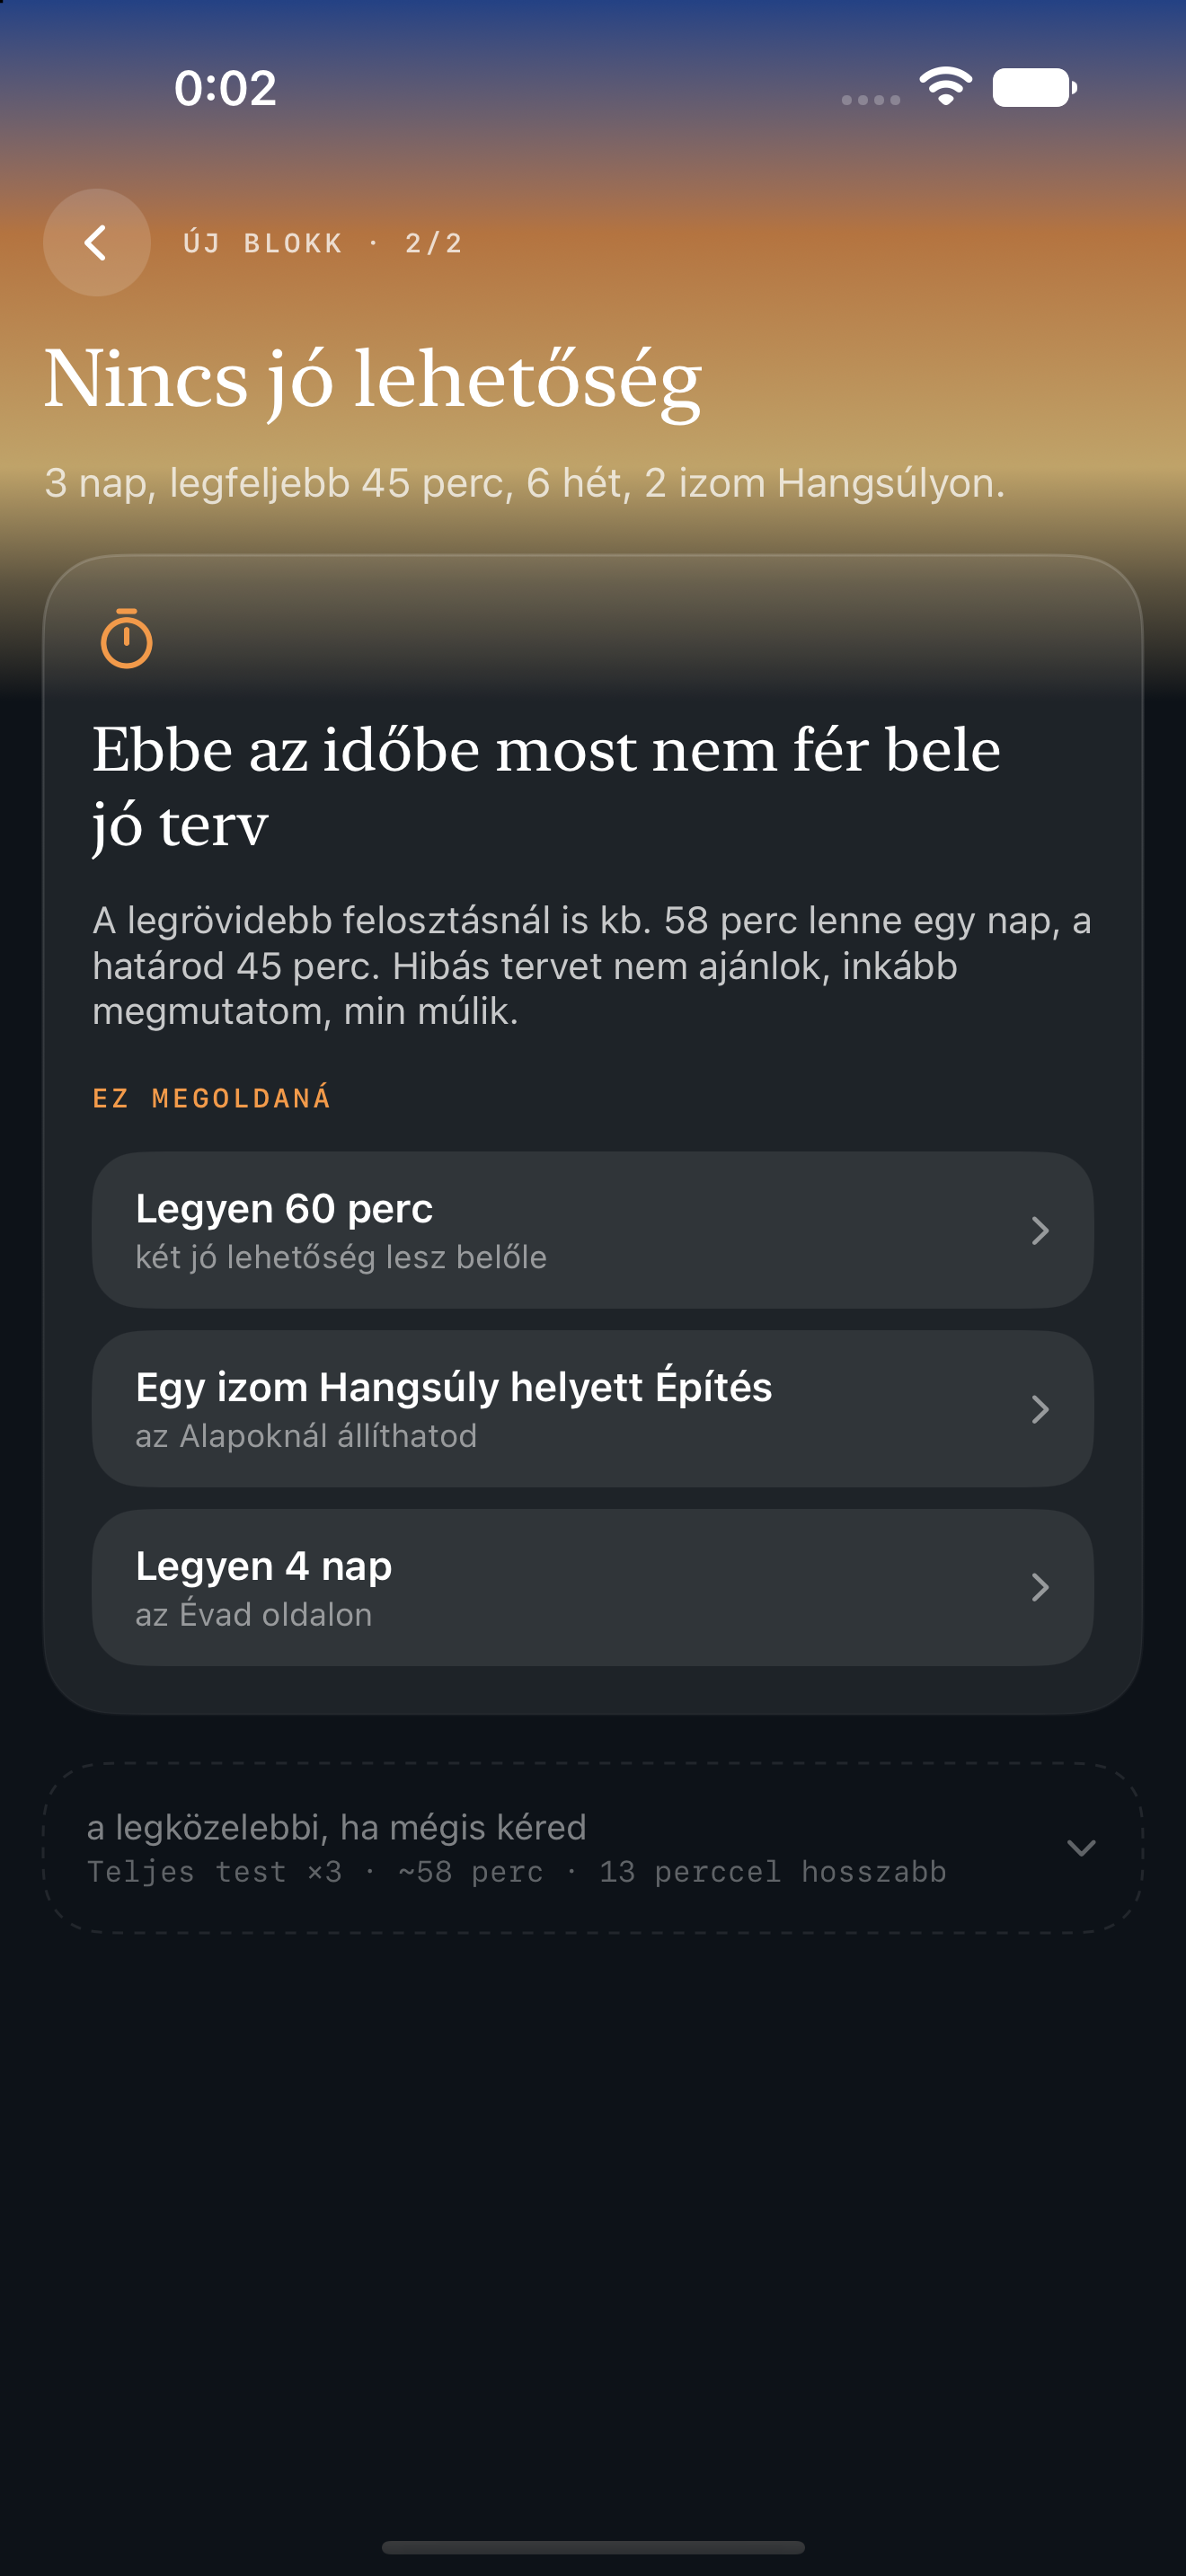 0:02
ÚJ BLOKK · 2/2
Nincs jó lehetőség
3 nap, legfeljebb 45 perc, 6 hét, 2 izom Hangsúlyon.
Ebbe az időbe most nem fér bele
jó terv
A legrövidebb felosztásnál is kb. 58 perc lenne egy nap, a
határod 45 perc. Hibás tervet nem ajánlok, inkább
megmutatom, min múlik.
EZ MEGOLDANÁ
Legyen 60 perc
két jó lehetőség lesz belőle
Egy izom Hangsúly helyett Építés
az Alapoknál állíthatod
Legyen 4 nap
az Évad oldalon
a legközelebbi, ha mégis kéred
Teljes test ×3 · ~58 perc · 13 perccel hosszabb